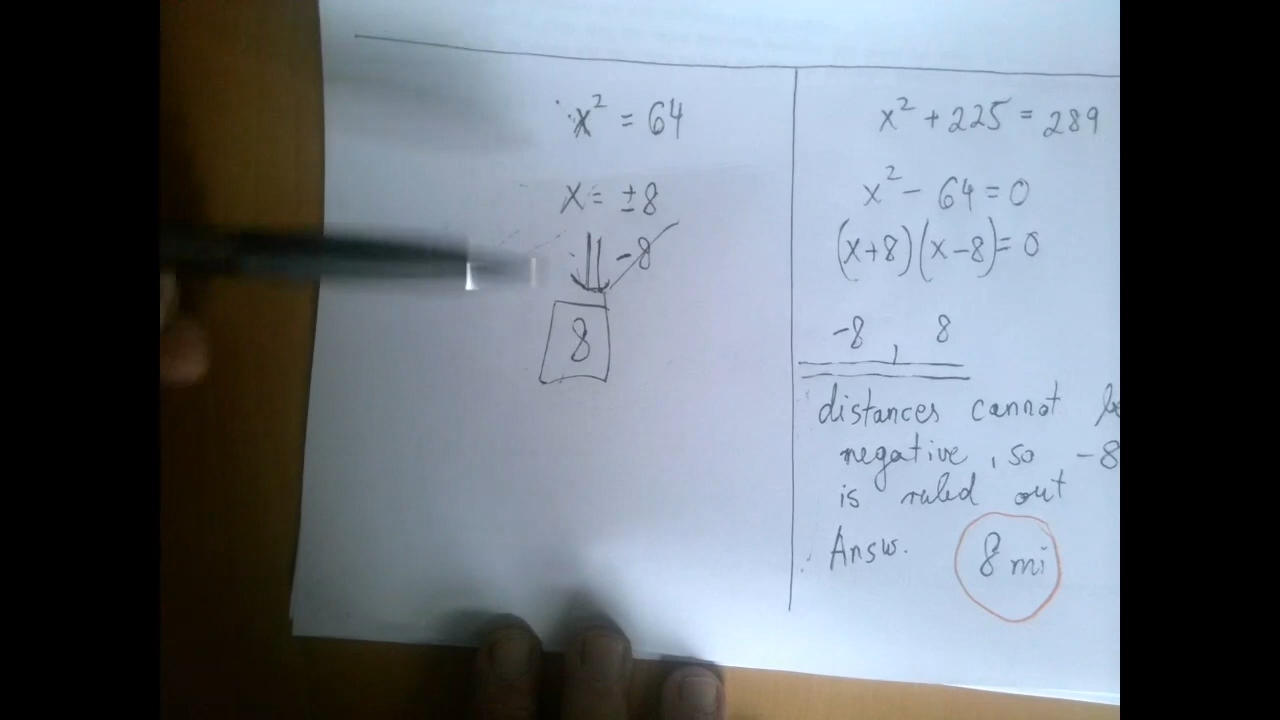 x² = 64
x = ±8
-8
8
x² + 225 = 289
x² - 64 = 0
(x+8)(x-8) = 0
-8 , 8
distances cannot
negative, so -8
is ruled out
Answ. 8 mi